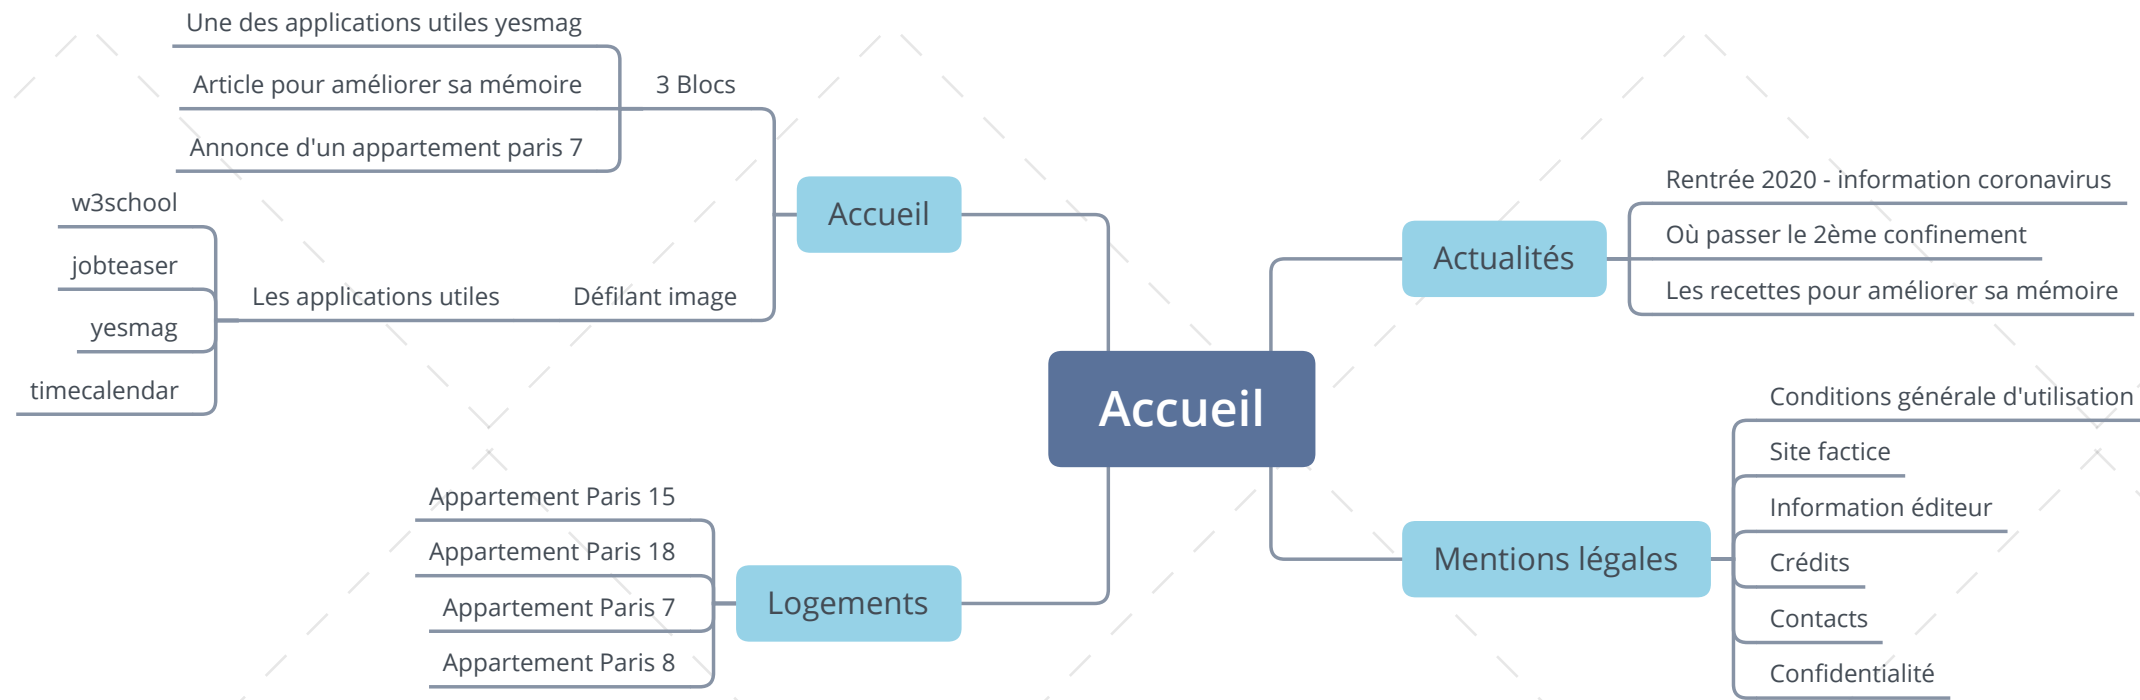 Accueil
Accueil
3 Blocs
Une des applications utiles yesmag
Article pour améliorer sa mémoire
Annonce d'un appartement paris 7
Défilant image
Les applications utiles
w3school
jobteaser
yesmag
timecalendar
Logements
Appartement Paris 15
Appartement Paris 18
Appartement Paris 7
Appartement Paris 8
Actualités
Rentrée 2020 - information coronavirus
Où passer le 2ème confinement
Les recettes pour améliorer sa mémoire
Mentions légales
Conditions générale d'utilisation
Site factice
Information éditeur
Crédits
Contacts
Confidentialité